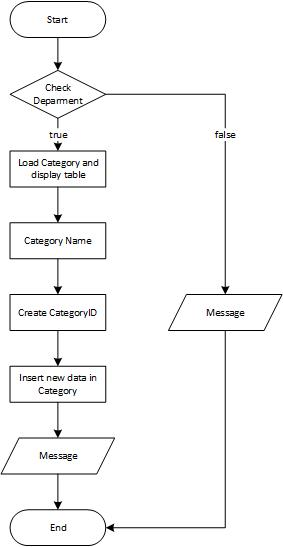 Start
Check
Deparment
true
false
Load Category and
display table
Category Name
Create CategoryID
Message
Insert new data in
Category
Message
End